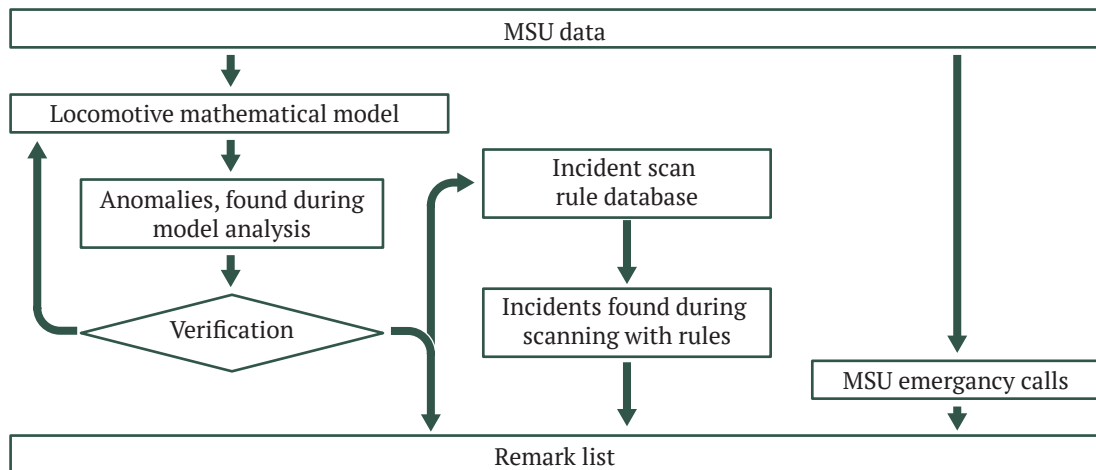 MSU data
Locomotive mathematical model
Anomalies, found during
model analysis
Verification
Incident scan
rule database
Incidents found during
scanning with rules
MSU emergancy calls
Remark list